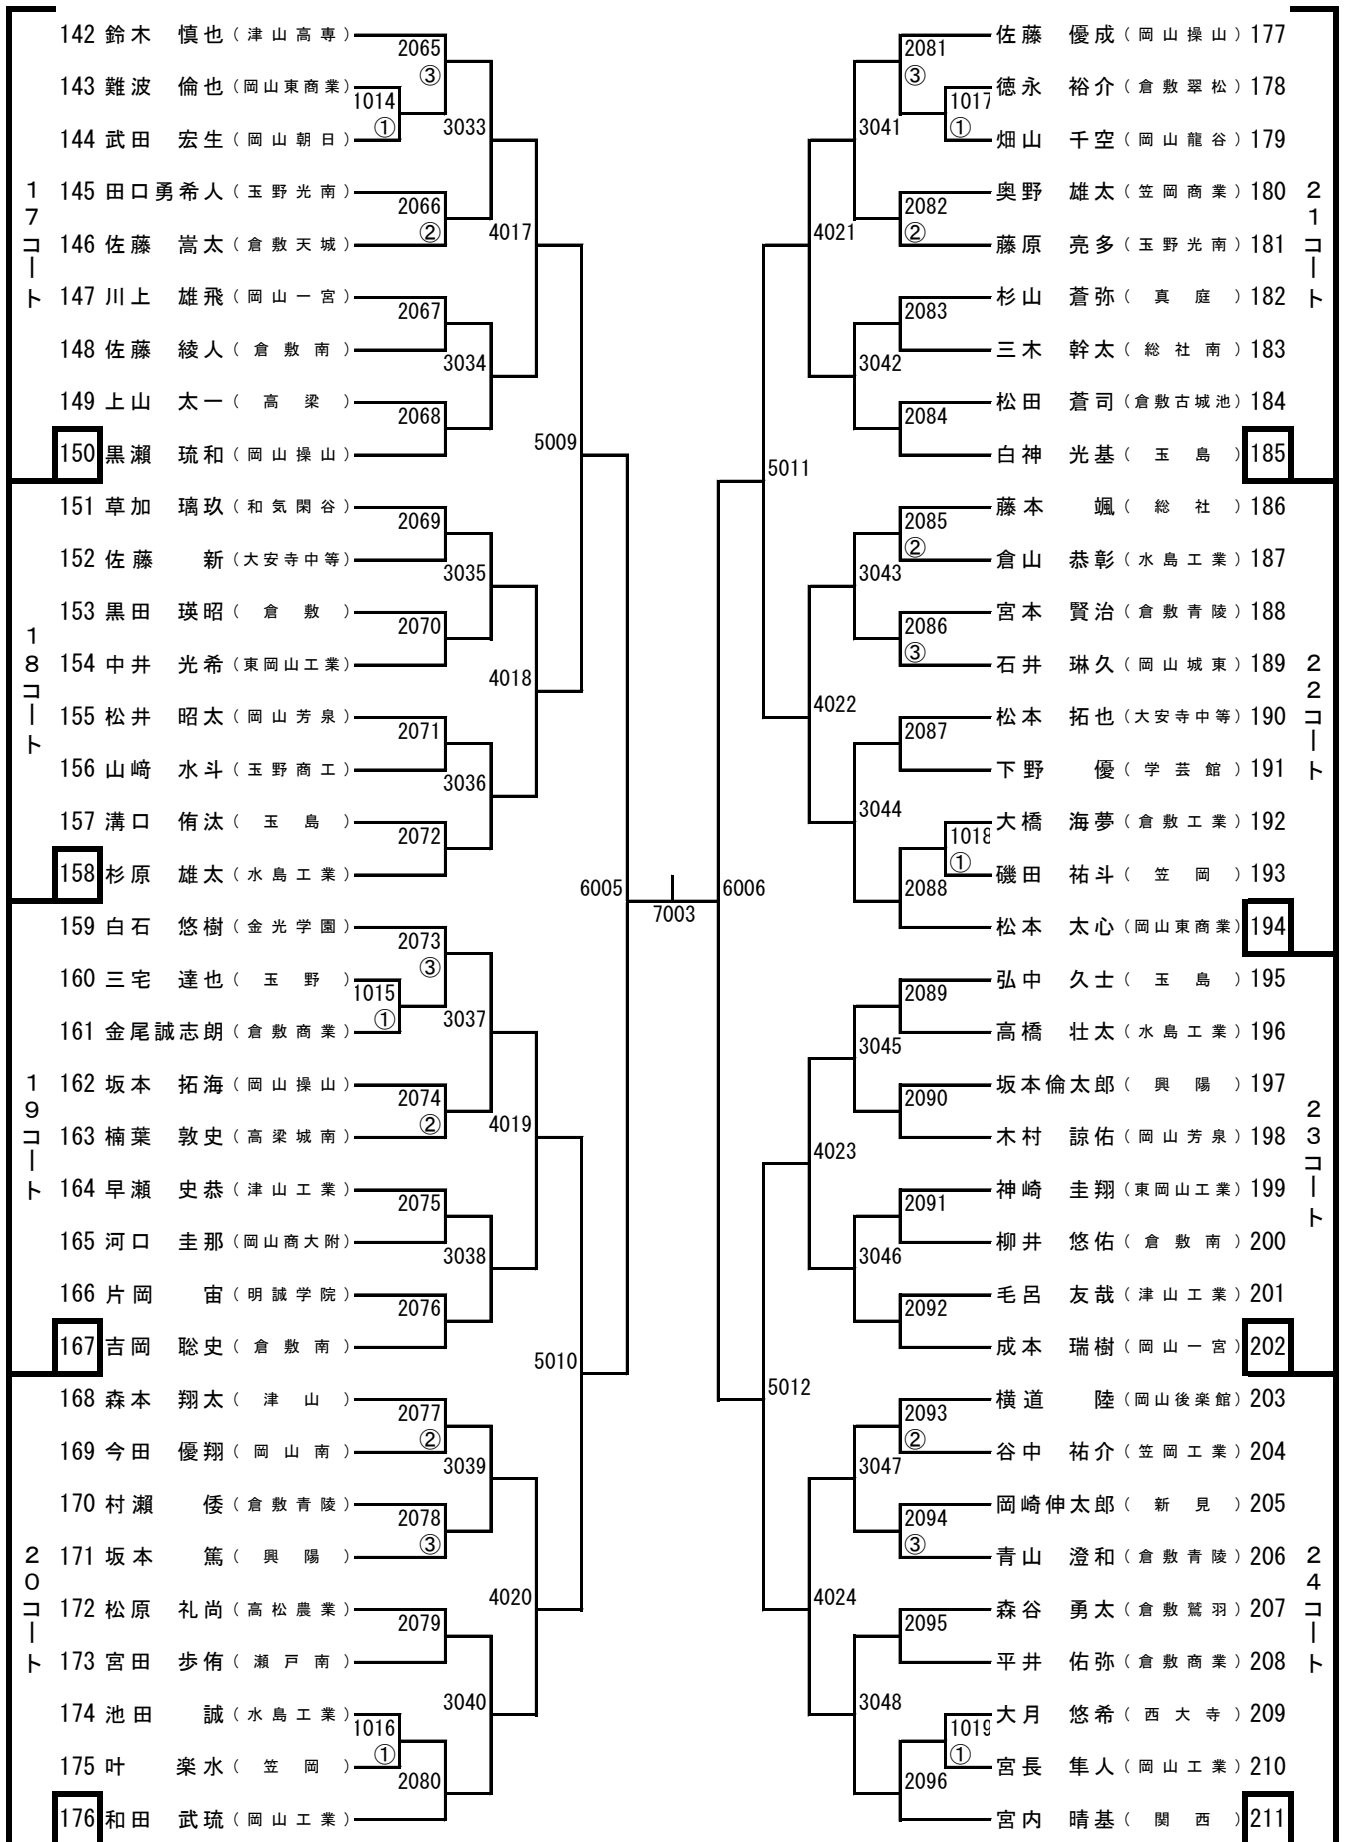 17コート
142 鈴木 慎也（津山高専）
143 難波 倫也（岡山東商業）
144 武田 宏生（岡山朝日）
145 田口勇希人（玉野光南）
146 佐藤 嵩太（倉敷天城）
147 川上 雄飛（岡山一宮）
148 佐藤 綾人（倉敷南）
149 上山 太一（高梁）
150 黒瀬 琉和（岡山操山）
18コート
151 草加 璃玖（和気閑谷）
152 佐藤 新（大安寺中等）
153 黒田 瑛昭（倉敷）
154 中井 光希（東岡山工業）
155 松井 昭太（岡山芳泉）
156 山﨑 水斗（玉野商工）
157 溝口 侑汰（玉島）
158 杉原 雄太（水島工業）
19コート
159 白石 悠樹（金光学園）
160 三宅 達也（玉野）
161 金尾誠志朗（倉敷商業）
162 坂本 拓海（岡山操山）
163 楠葉 敦史（高梁城南）
164 早瀬 史恭（津山工業）
165 河口 圭那（岡山商大附）
166 片岡 宙（明誠学院）
167 吉岡 聡史（倉敷南）
20コート
168 森本 翔太（津山）
169 今田 優翔（岡山南）
170 村瀬 倭（倉敷青陵）
171 坂本 篤（興陽）
172 松原 礼尚（高松農業）
173 宮田 歩侑（瀬戸南）
174 池田 誠（水島工業）
175 叶 楽水（笠岡）
176 和田 武琉（岡山工業）
1014 ①
1015 ①
1016 ①
2065 ③
2066 ②
2067
2068
2069
2070
2071
2072
2073 ③
2074 ②
2075
2076
2077 ②
2078 ③
2079
2080
3033
3034
3035
3036
3037
3038
3039
3040
4017
4018
4019
4020
5009
5010
6005
7003
6006
5011
5012
4021
4022
4023
4024
3041
3042
3043
3044
3045
3046
3047
3048
2081 ③
2082 ②
2083
2084
2085 ②
2086 ③
2087
2088
2089
2090
2091
2092
2093 ②
2094 ③
2095
2096
1017 ①
1018 ①
1019 ①
21コート
佐藤 優成（岡山操山）177
徳永 裕介（倉敷翠松）178
畑山 千空（岡山龍谷）179
奥野 雄太（笠岡商業）180
藤原 亮多（玉野光南）181
杉山 蒼弥（真庭）182
三木 幹太（総社南）183
松田 蒼司（倉敷古城池）184
白神 光基（玉島）185
22コート
藤本 颯（総社）186
倉山 恭彰（水島工業）187
宮本 賢治（倉敷青陵）188
石井 琳久（岡山城東）189
松本 拓也（大安寺中等）190
下野 優（学芸館）191
大橋 海夢（倉敷工業）192
磯田 祐斗（笠岡）193
松本 太心（岡山東商業）194
23コート
弘中 久士（玉島）195
高橋 壮太（水島工業）196
坂本倫太郎（興陽）197
木村 諒佑（岡山芳泉）198
神崎 圭翔（東岡山工業）199
柳井 悠佑（倉敷南）200
毛呂 友哉（津山工業）201
成本 瑞樹（岡山一宮）202
24コート
横道 陸（岡山後楽館）203
谷中 祐介（笠岡工業）204
岡崎伸太郎（新見）205
青山 澄和（倉敷青陵）206
森谷 勇太（倉敷鷲羽）207
平井 佑弥（倉敷商業）208
大月 悠希（西大寺）209
宮長 隼人（岡山工業）210
宮内 晴基（関西）211